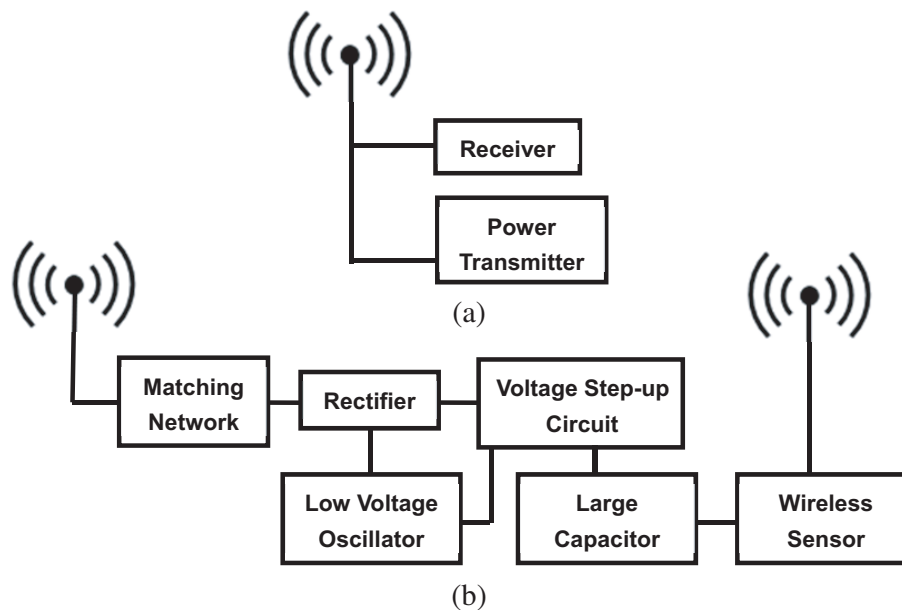 Receiver
Power
Transmitter
(a)
Matching
Network
Rectifier
Voltage Step-up
Circuit
Low Voltage
Oscillator
Large
Capacitor
Wireless
Sensor
(b)